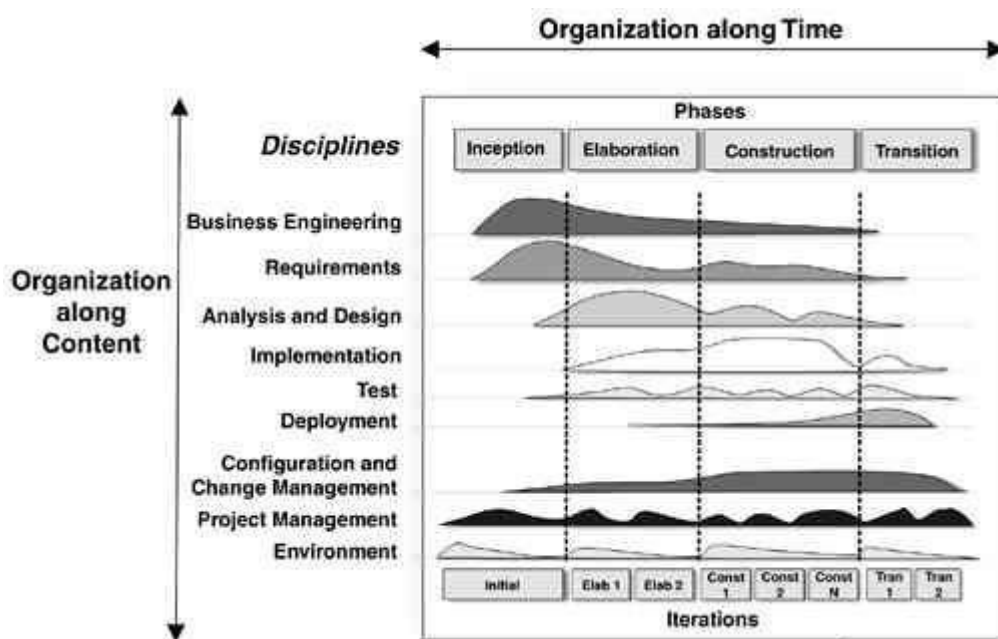 Organization along Time
Phases
Disciplines
Inception
Elaboration
Construction
Transition
Business Engineering
Requirements
Organization
along
Content
Analysis and Design
Implementation
Test
Deployment
Configuration and
Change Management
Project Management
Environment
Initial
Elab 1
Elab 2
Const
1
Const
2
Const
N
Tran
1
Tran
2
Iterations